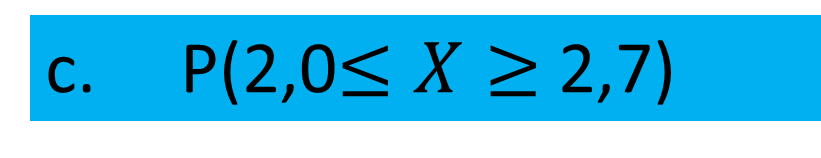 c. P(2,0≤ X ≥ 2,7)